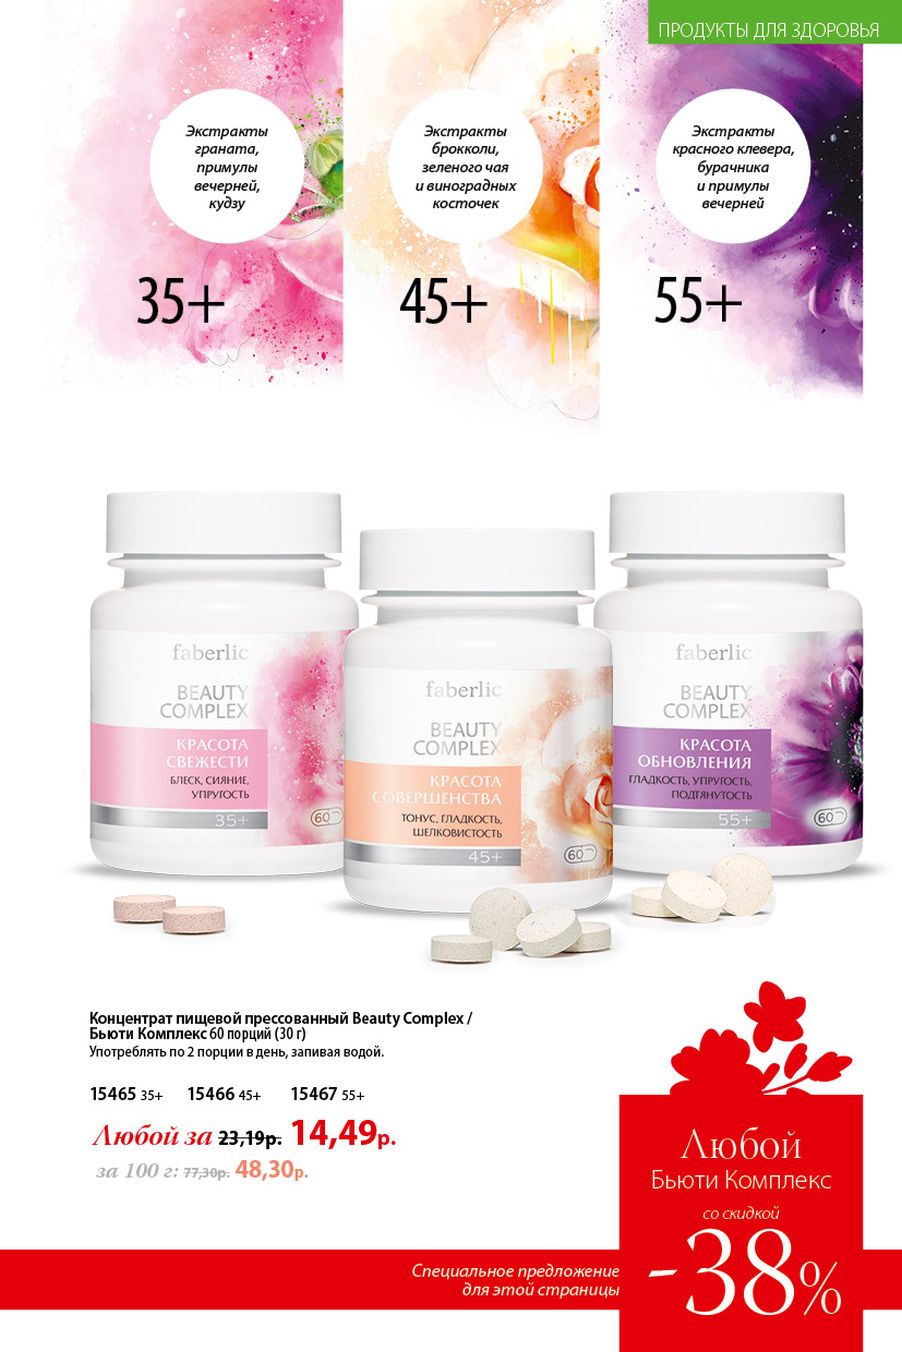 ПРОДУКТЫ ДЛЯ ЗДОРОВЬЯ
Экстракты
граната,
примулы
вечерней,
кудзу
35+
Экстракты
брокколи,
зеленого чая
и виноградных
косточек
45+
Экстракты
красного клевера,
бурачника
и примулы
вечерней
55+
faberlic
BEAUTY
COMPLEX
КРАСОТА
СВЕЖЕСТИ
БЛЕСК, СИЯНИЕ,
УПРУГОСТЬ
35+
60
faberlic
BEAUTY
COMPLEX
КРАСОТА
СОВЕРШЕНСТВА
ТОНУС, ГЛАДКОСТЬ,
ШЕЛКОВИСТОСТЬ
45+
60
faberlic
BEAUTY
COMPLEX
КРАСОТА
ОБНОВЛЕНИЯ
ГЛАДКОСТЬ, УПРУГОСТЬ,
ПОДТЯНУТОСТЬ
55+
60
Концентрат пищевой прессованный Beauty Complex /
Бьюти Комплекс 60 порций (30 г)
Употреблять по 2 порции в день, запивая водой.
15465 35+ 15466 45+ 15467 55+
Любой за 23,19р. 14,49р.
за 100 г: 77,30р. 48,30р.
Любой
Бьюти Комплекс
со скидкой
-38%
Специальное предложение
для этой страницы